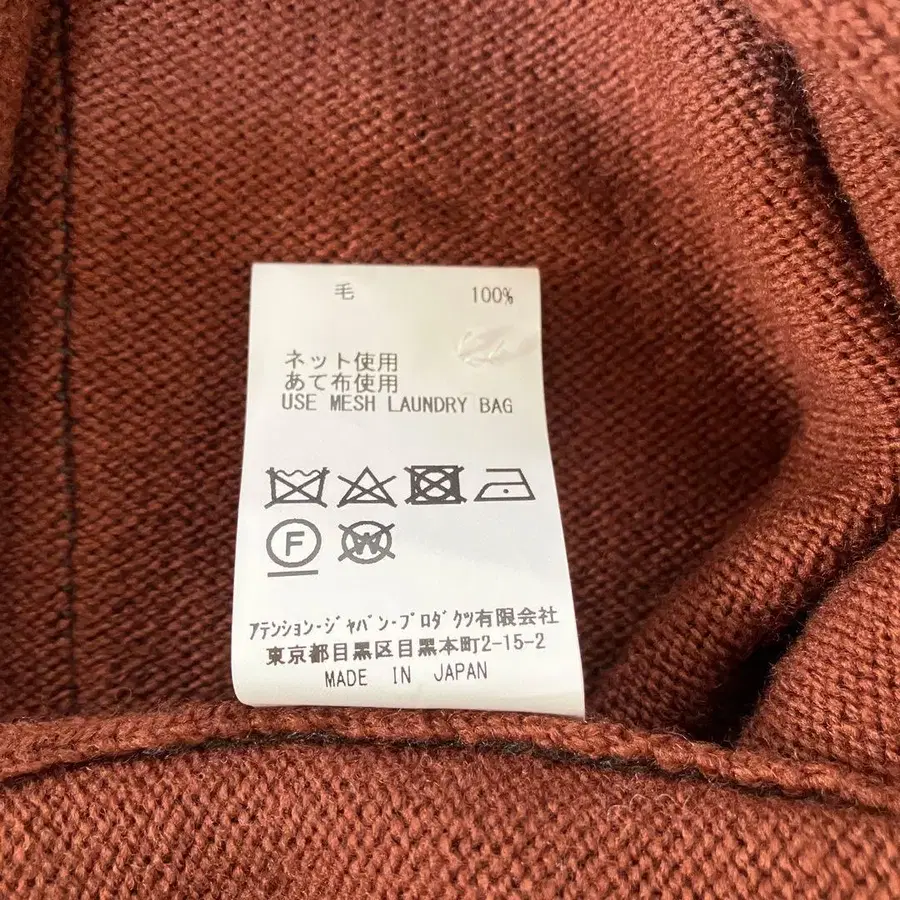 毛 100%
ネット使用
あて布使用
USE MESH LAUNDRY BAG
F W
ｱﾃﾝｼｮﾝ･ｼﾞｬﾊﾟﾝ･ﾌﾟﾛﾀﾞｸﾂ有限会社
東京都目黒区目黒本町2-15-2
MADE IN JAPAN